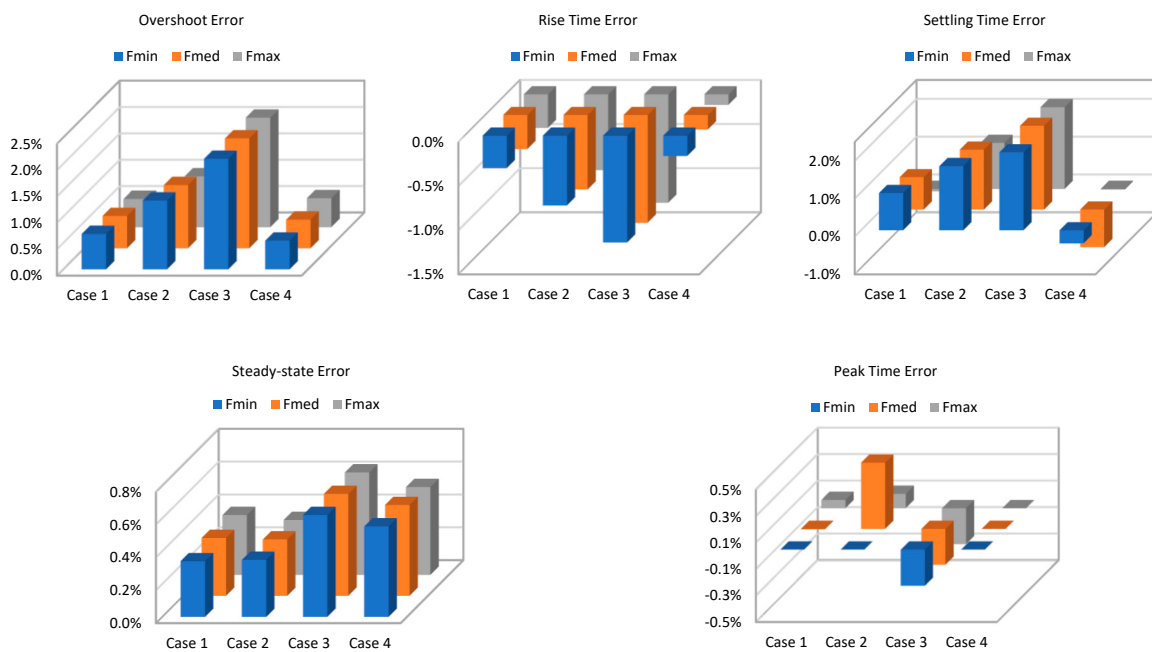 Overshoot Error
Fmin Fmed Fmax
2.5%
2.0%
1.5%
1.0%
0.5%
0.0%
Case 1 Case 2 Case 3 Case 4
Rise Time Error
Fmin Fmed Fmax
0.0%
-0.5%
-1.0%
-1.5%
Case 1 Case 2 Case 3 Case 4
Settling Time Error
Fmin Fmed Fmax
2.0%
1.0%
0.0%
-1.0%
Case 1 Case 2 Case 3 Case 4
Steady-state Error
Fmin Fmed Fmax
0.8%
0.6%
0.4%
0.2%
0.0%
Case 1 Case 2 Case 3 Case 4
Peak Time Error
Fmin Fmed Fmax
0.5%
0.3%
0.1%
-0.1%
-0.3%
-0.5%
Case 1 Case 2 Case 3 Case 4